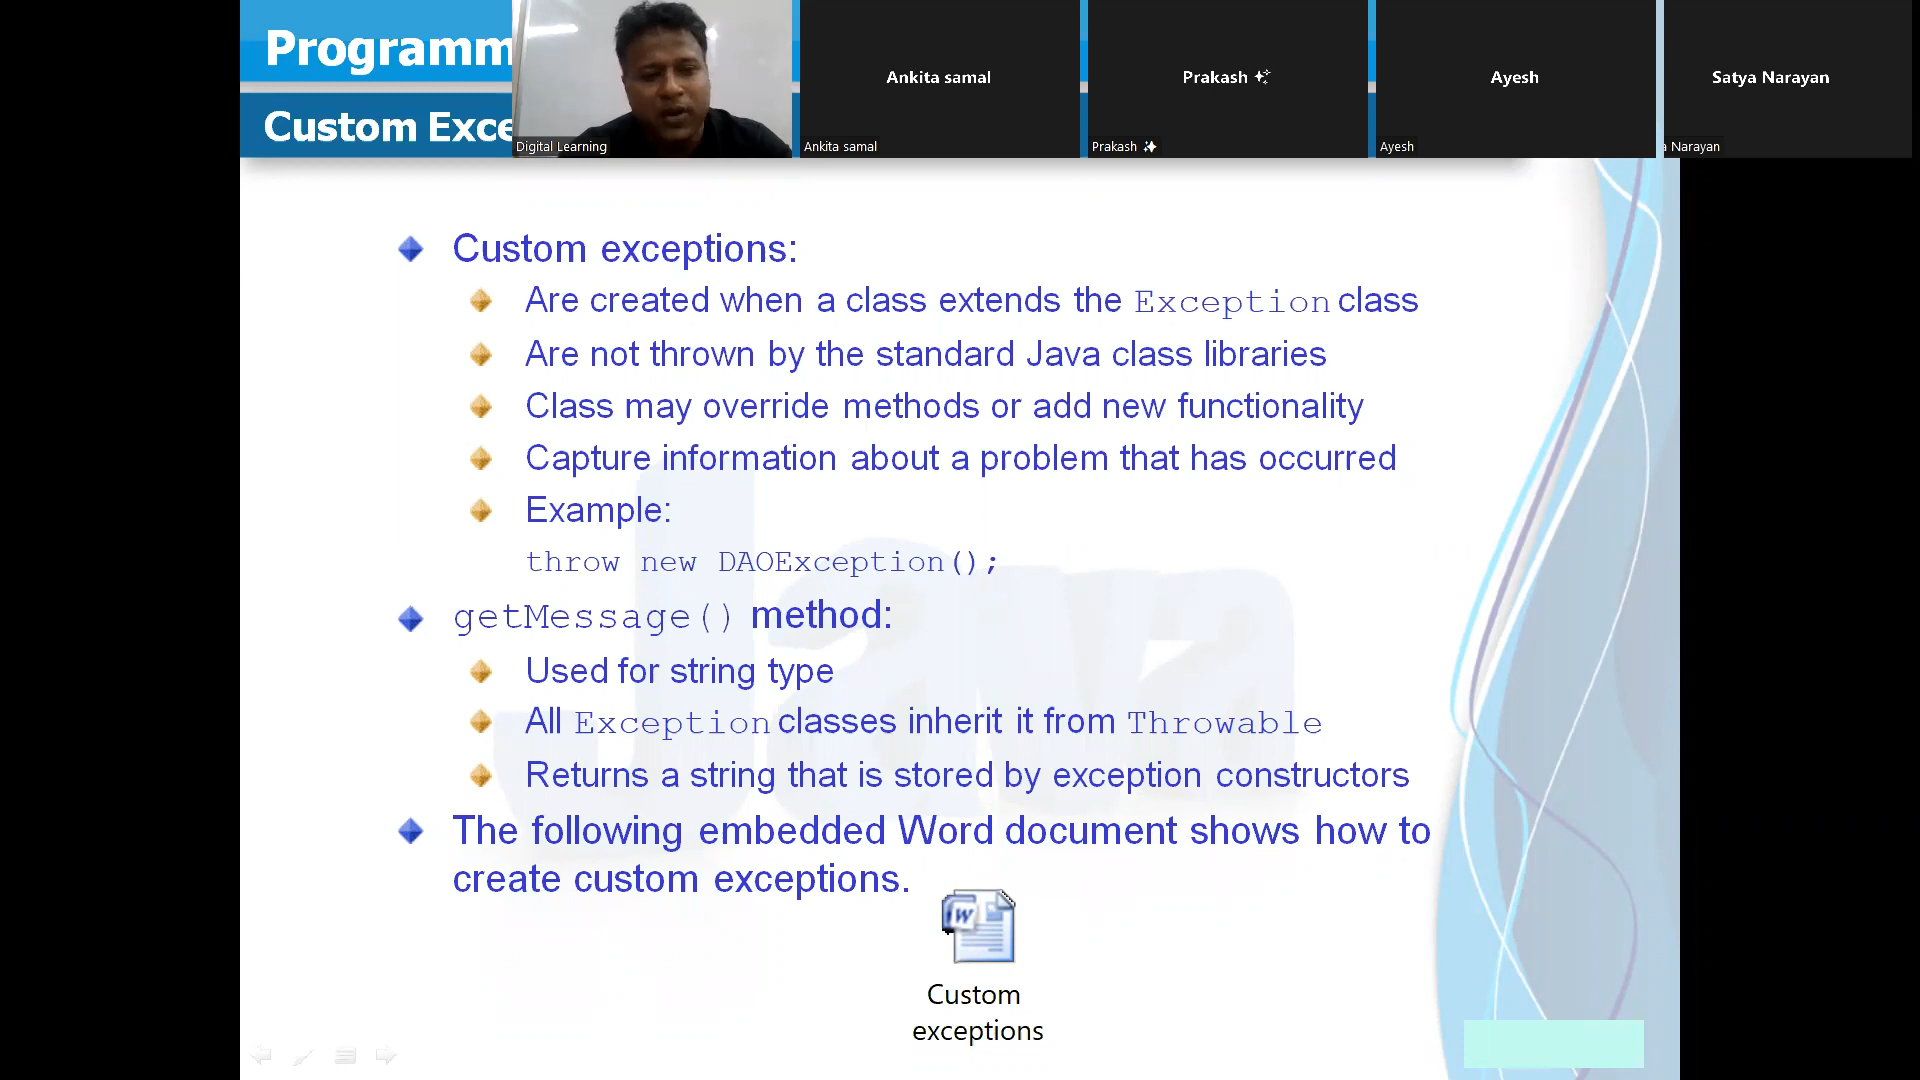 Programm
Custom Exce
Ankita samal
Prakash
Ayesh
Satya Narayan
Digital Learning
Ankita samal
Prakash
Ayesh
Narayan
Custom exceptions:
Are created when a class extends the Exception class
Are not thrown by the standard Java class libraries
Class may override methods or add new functionality
Capture information about a problem that has occurred
Example:
throw new DAOException();
getMessage() method:
Used for string type
All Exception classes inherit it from Throwable
Returns a string that is stored by exception constructors
The following embedded Word document shows how to
create custom exceptions.
W
Custom
exceptions
Java